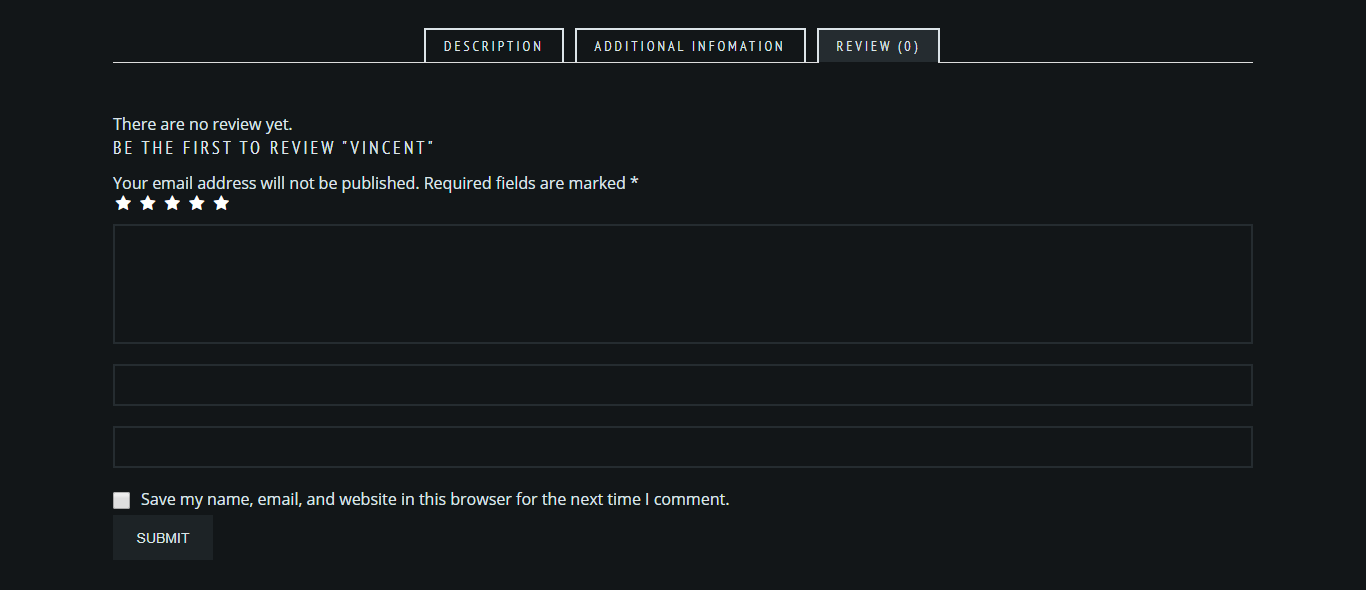 DESCRIPTION
ADDITIONAL INFOMATION
REVIEW (0)
There are no review yet.
BE THE FIRST TO REVIEW "VINCENT"
Your email address will not be published. Required fields are marked *
Save my name, email, and website in this browser for the next time I comment.
SUBMIT